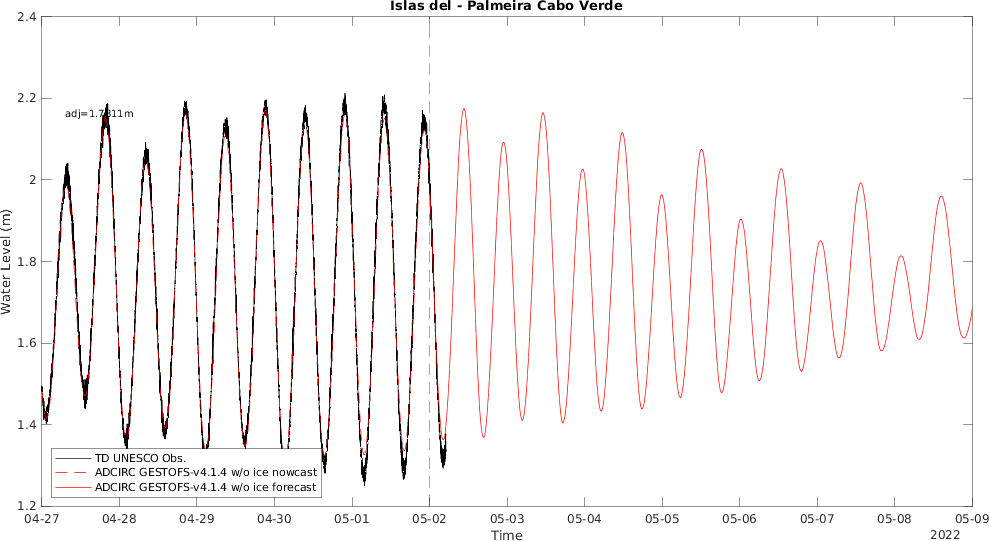 Islas del - Palmeira Cabo Verde
2.4
2.2
adj=1.7811m
2
1.8
Water Level (m)
1.6
1.4
TD UNESCO Obs.
ADCIRC GESTOFS-v4.1.4 w/o ice nowcast
ADCIRC GESTOFS-v4.1.4 w/o ice forecast
1.2
04-27 04-28 04-29 04-30 05-01 05-02 05-03 05-04 05-05 05-06 05-07 05-08 05-09
Time
2022